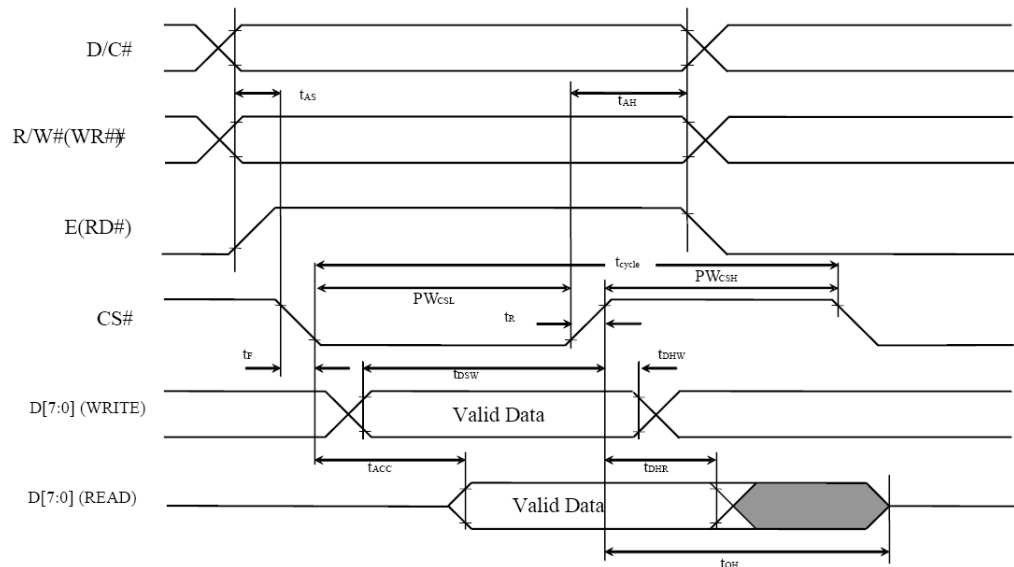 D/C#
tAS
tAH
R/W#(WR##)
E(RD#)
tcycle
PWCSL
PWCSH
CS#
tR
tF
tDSW
tDHW
D[7:0] (WRITE)
Valid Data
tACC
tDHR
D[7:0] (READ)
Valid Data
tOH